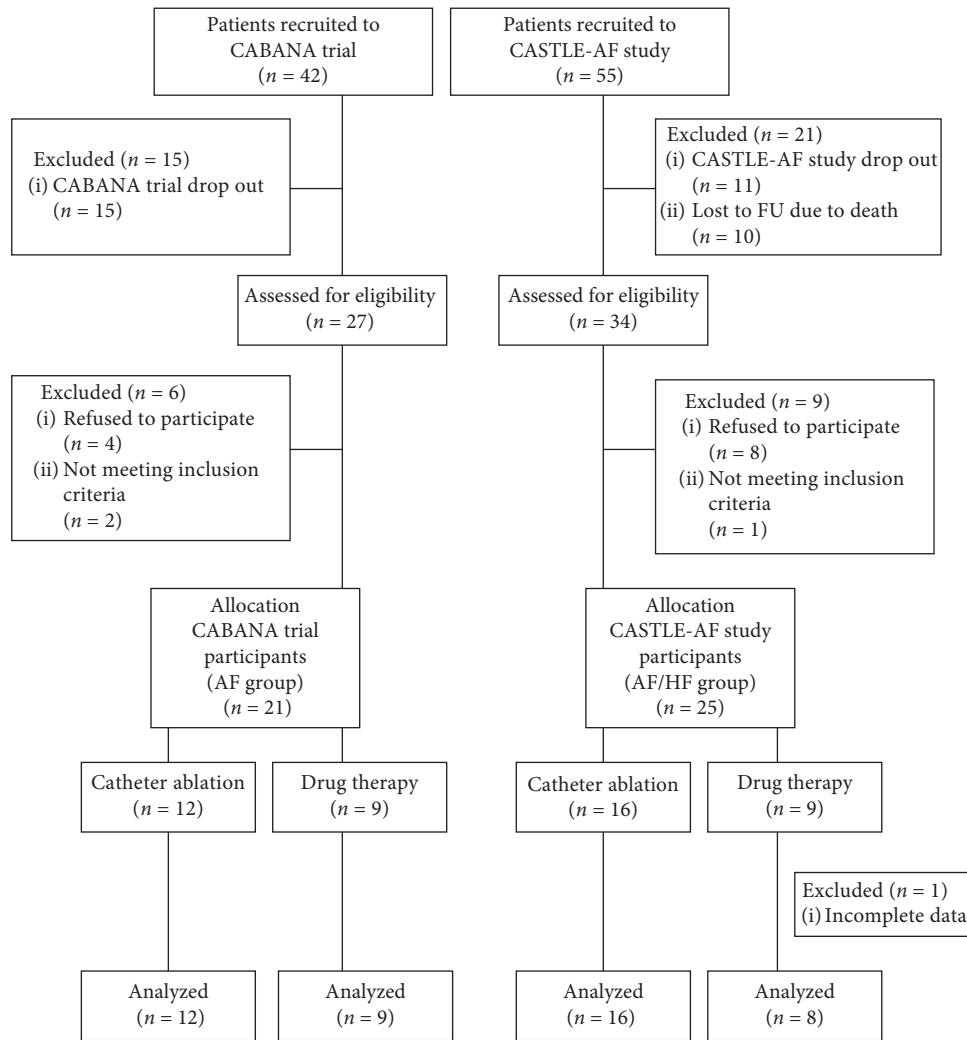 Patients recruited to
CABANA trial
(n = 42)
Patients recruited to
CASTLE-AF study
(n = 55)
Excluded (n = 15)
(i) CABANA trial drop out
(n = 15)
Excluded (n = 21)
(i) CASTLE-AF study drop out
(n = 11)
(ii) Lost to FU due to death
(n = 10)
Assessed for eligibility
(n = 27)
Assessed for eligibility
(n = 34)
Excluded (n = 6)
(i) Refused to participate
(n = 4)
(ii) Not meeting inclusion
criteria
(n = 2)
Excluded (n = 9)
(i) Refused to participate
(n = 8)
(ii) Not meeting inclusion
criteria
(n = 1)
Allocation
CABANA trial
participants
(AF group)
(n = 21)
Allocation
CASTLE-AF study
participants
(AF/HF group)
(n = 25)
Catheter ablation
(n = 12)
Drug therapy
(n = 9)
Catheter ablation
(n = 16)
Drug therapy
(n = 9)
Excluded (n = 1)
(i) Incomplete data
Analyzed
(n = 12)
Analyzed
(n = 9)
Analyzed
(n = 16)
Analyzed
(n = 8)